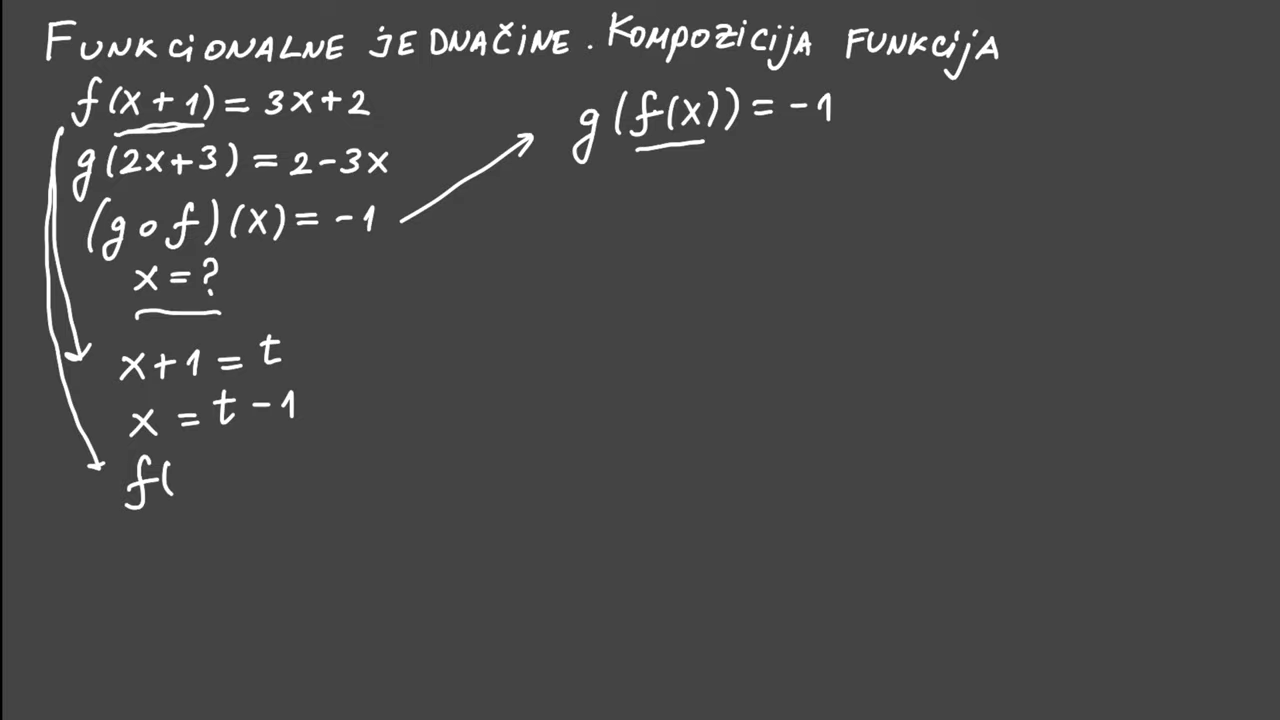 FUNKCIONALNE JEDNAČINE. KOMPOZICIJA FUNKCIJA
f(x+1) = 3x+2
g(2x+3) = 2-3x
(g∘f)(x) = -1
x = ?
x+1 = t
x = t-1
f(
g(f(x)) = -1